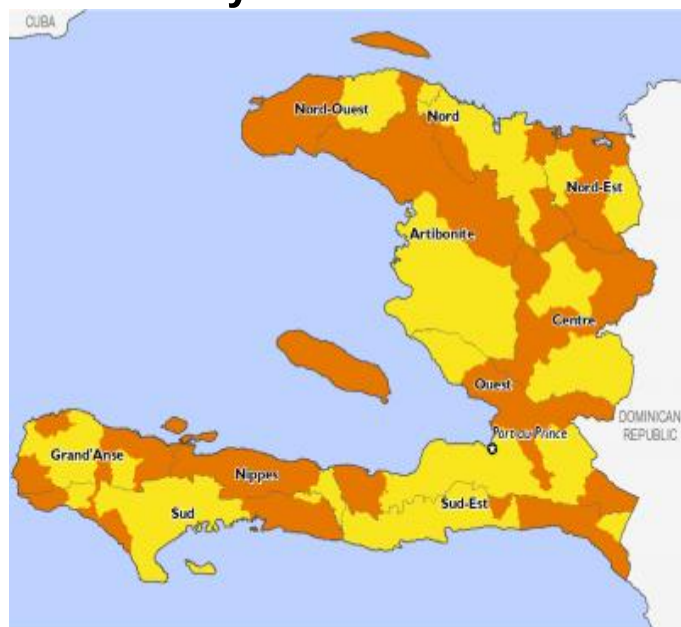 y
CUBA
Nord-Ouest
Nord
Nord-Est
Artibonite
Centre
Ouest
Port-au-Prince
DOMINICAN
REPUBLIC
Grand'Anse
Nippes
Sud-Est
Sud